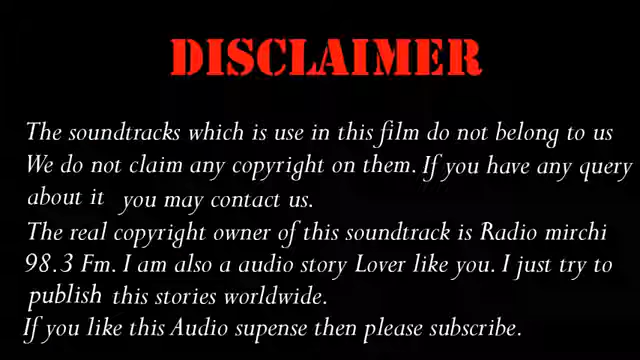 DISCLAIMER
The soundtracks which is use in this film do not belong to us
We do not claim any copyright on them. If you have any query
about it you may contact us.
The real copyright owner of this soundtrack is Radio mirchi
98.3 Fm. I am also a audio story Lover like you. I just try to
publish this stories worldwide.
If you like this Audio supense then please subscribe.